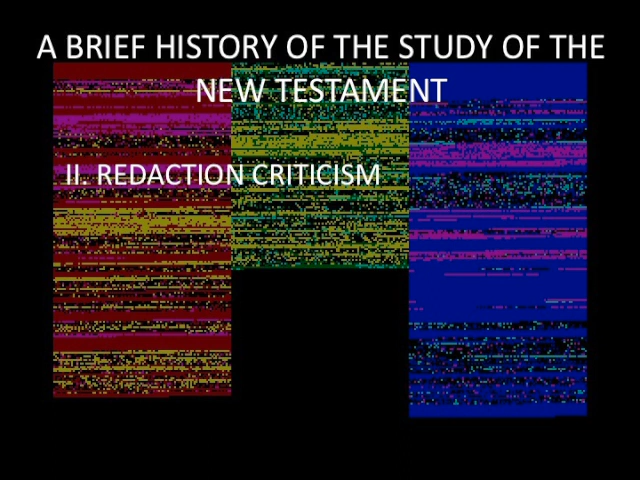 A BRIEF HISTORY OF THE STUDY OF THE
NEW TESTAMENT
II. REDACTION CRITICISM